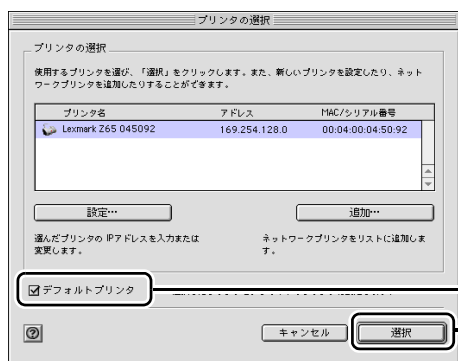 プリンタの選択
プリンタの選択
使用するプリンタを選び、「選択」をクリックします。また、新しいプリンタを設定したり、ネット
ワークプリンタを追加したりすることができます。
プリンタ名 アドレス MAC/シリアル番号
Lexmark Z65 045092 169.254.128.0 00:04:00:04:50:92
設定… 追加…
選んだプリンタの IPアドレスを入力または
変更します。
ネットワークプリンタをリストに追加しま
す。
デフォルトプリンタ
? キャンセル 選択